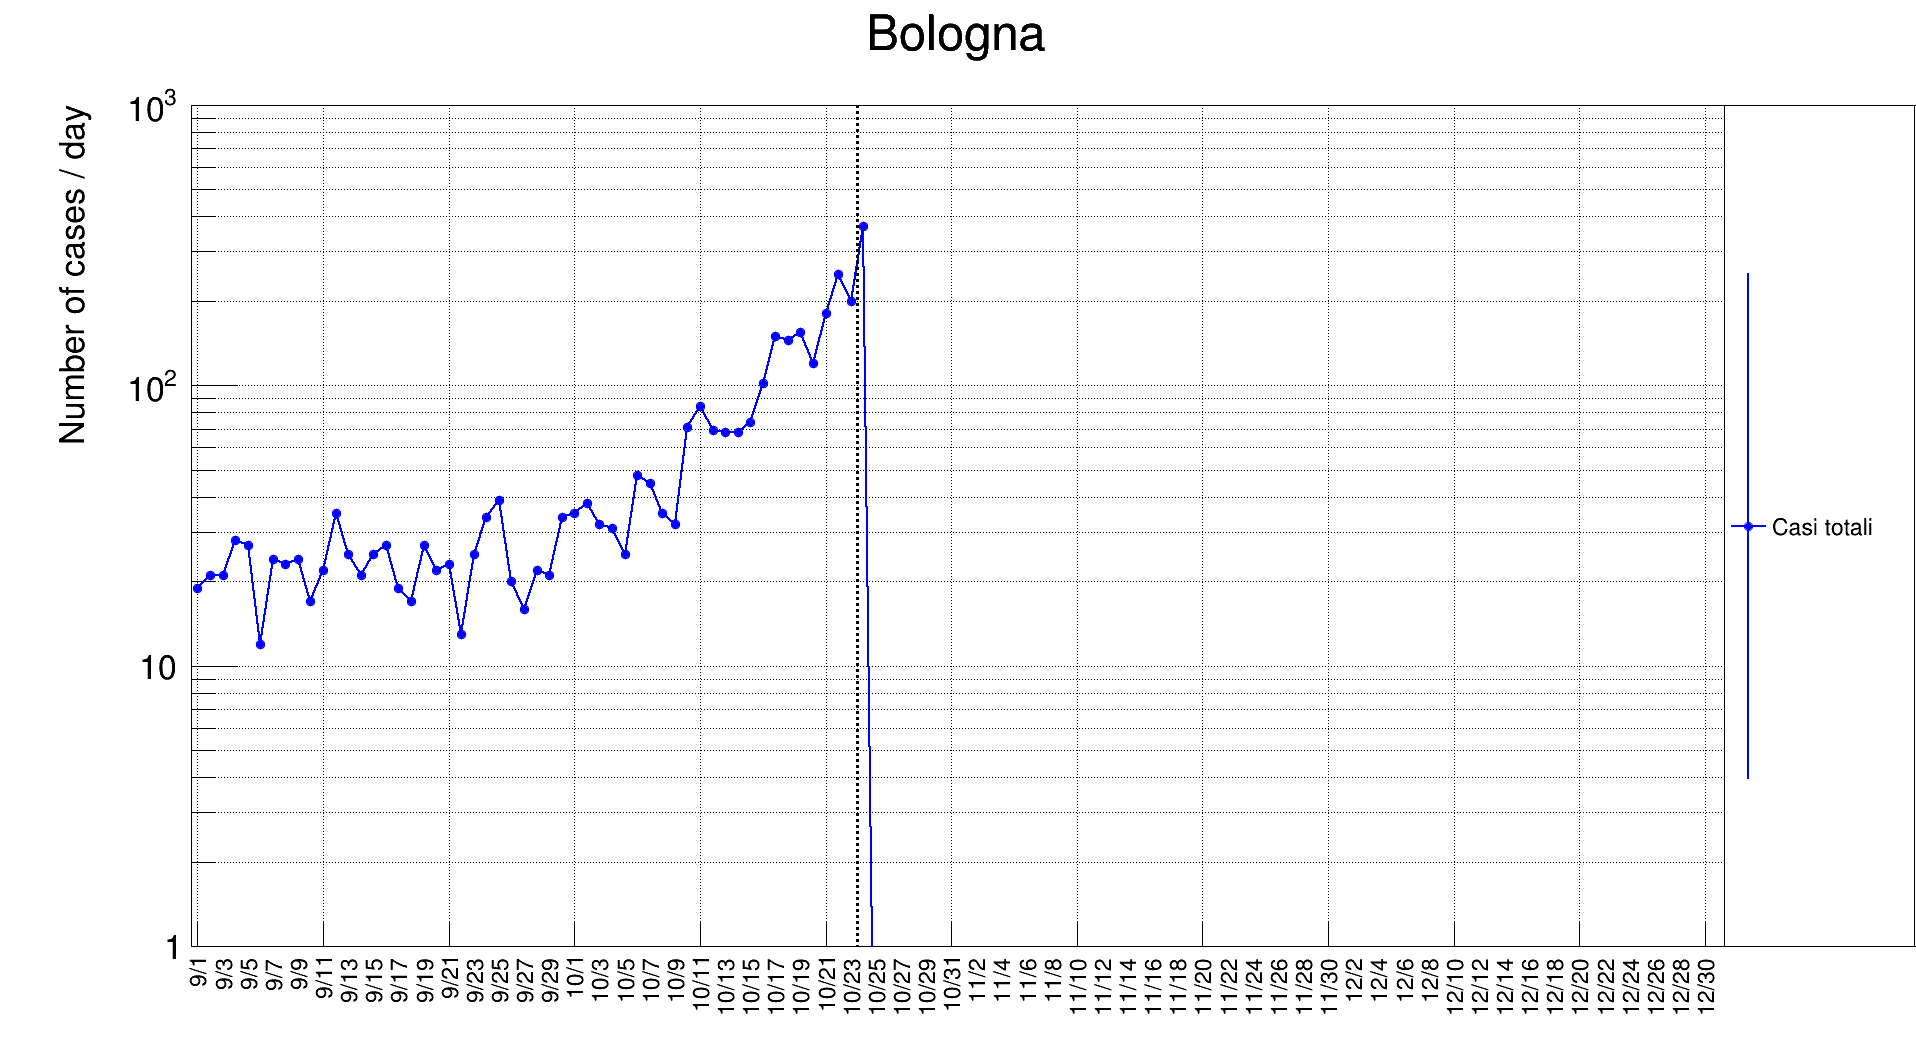 Bologna
Number of cases / day
10³
10²
10
1
9/1 9/3 9/5 9/7 9/9 9/11 9/13 9/15 9/17 9/19 9/21 9/23 9/25 9/27 9/29 10/1 10/3 10/5 10/7 10/9 10/11 10/13 10/15 10/17 10/19 10/21 10/23 10/25 10/27 10/29 10/31 11/2 11/4 11/6 11/8 11/10 11/12 11/14 11/16 11/18 11/20 11/22 11/24 11/26 11/28 11/30 12/2 12/4 12/6 12/8 12/10 12/12 12/14 12/16 12/18 12/20 12/22 12/24 12/26 12/28 12/30
Casi totali